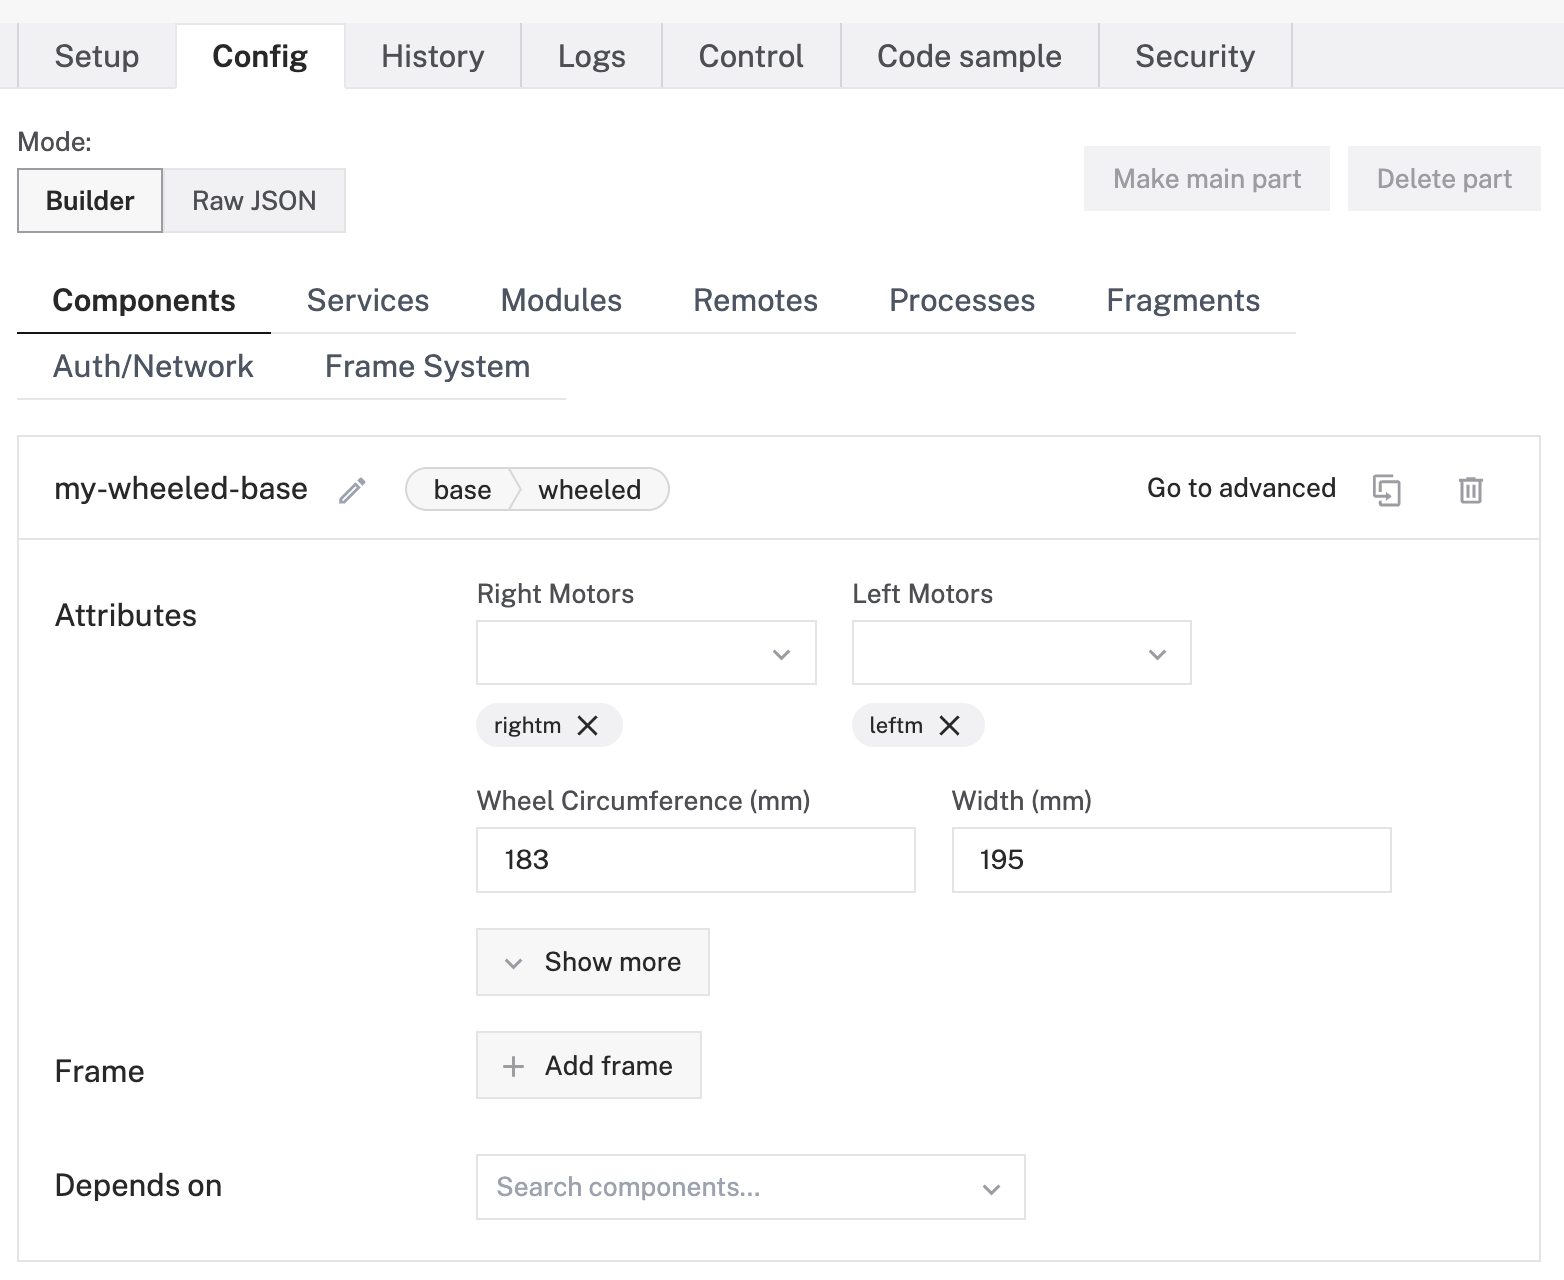 Setup Config History Logs Control Code sample Security
Mode:
Builder Raw JSON Make main part Delete part
Components Services Modules Remotes Processes Fragments
Auth/Network Frame System
my-wheeled-base base wheeled Go to advanced
Attributes
Right Motors Left Motors
rightm leftm
Wheel Circumference (mm) Width (mm)
183 195
Show more
Frame Add frame
Depends on Search components...